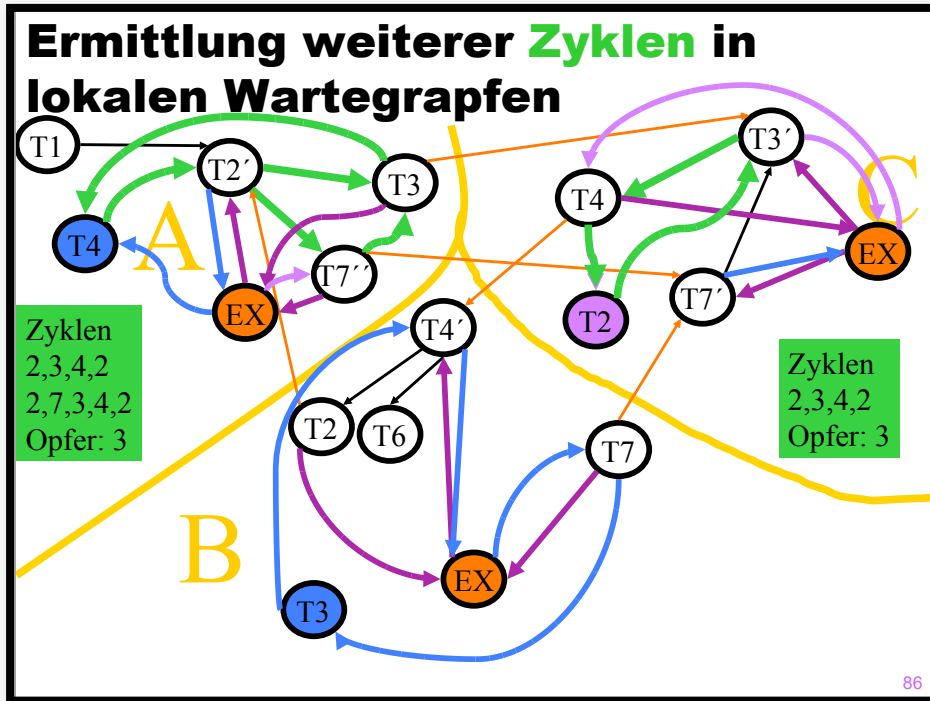 Ermittlung weiterer Zyklen in
lokalen Wartegrapfen
T1
T2´
T3
T4
A
EX
T7´´
Zyklen
2,3,4,2
2,7,3,4,2
Opfer: 3
T3´
T4
C
EX
T2
T7´
Zyklen
2,3,4,2
Opfer: 3
T4´
T2
T6
T7
B
EX
T3
86